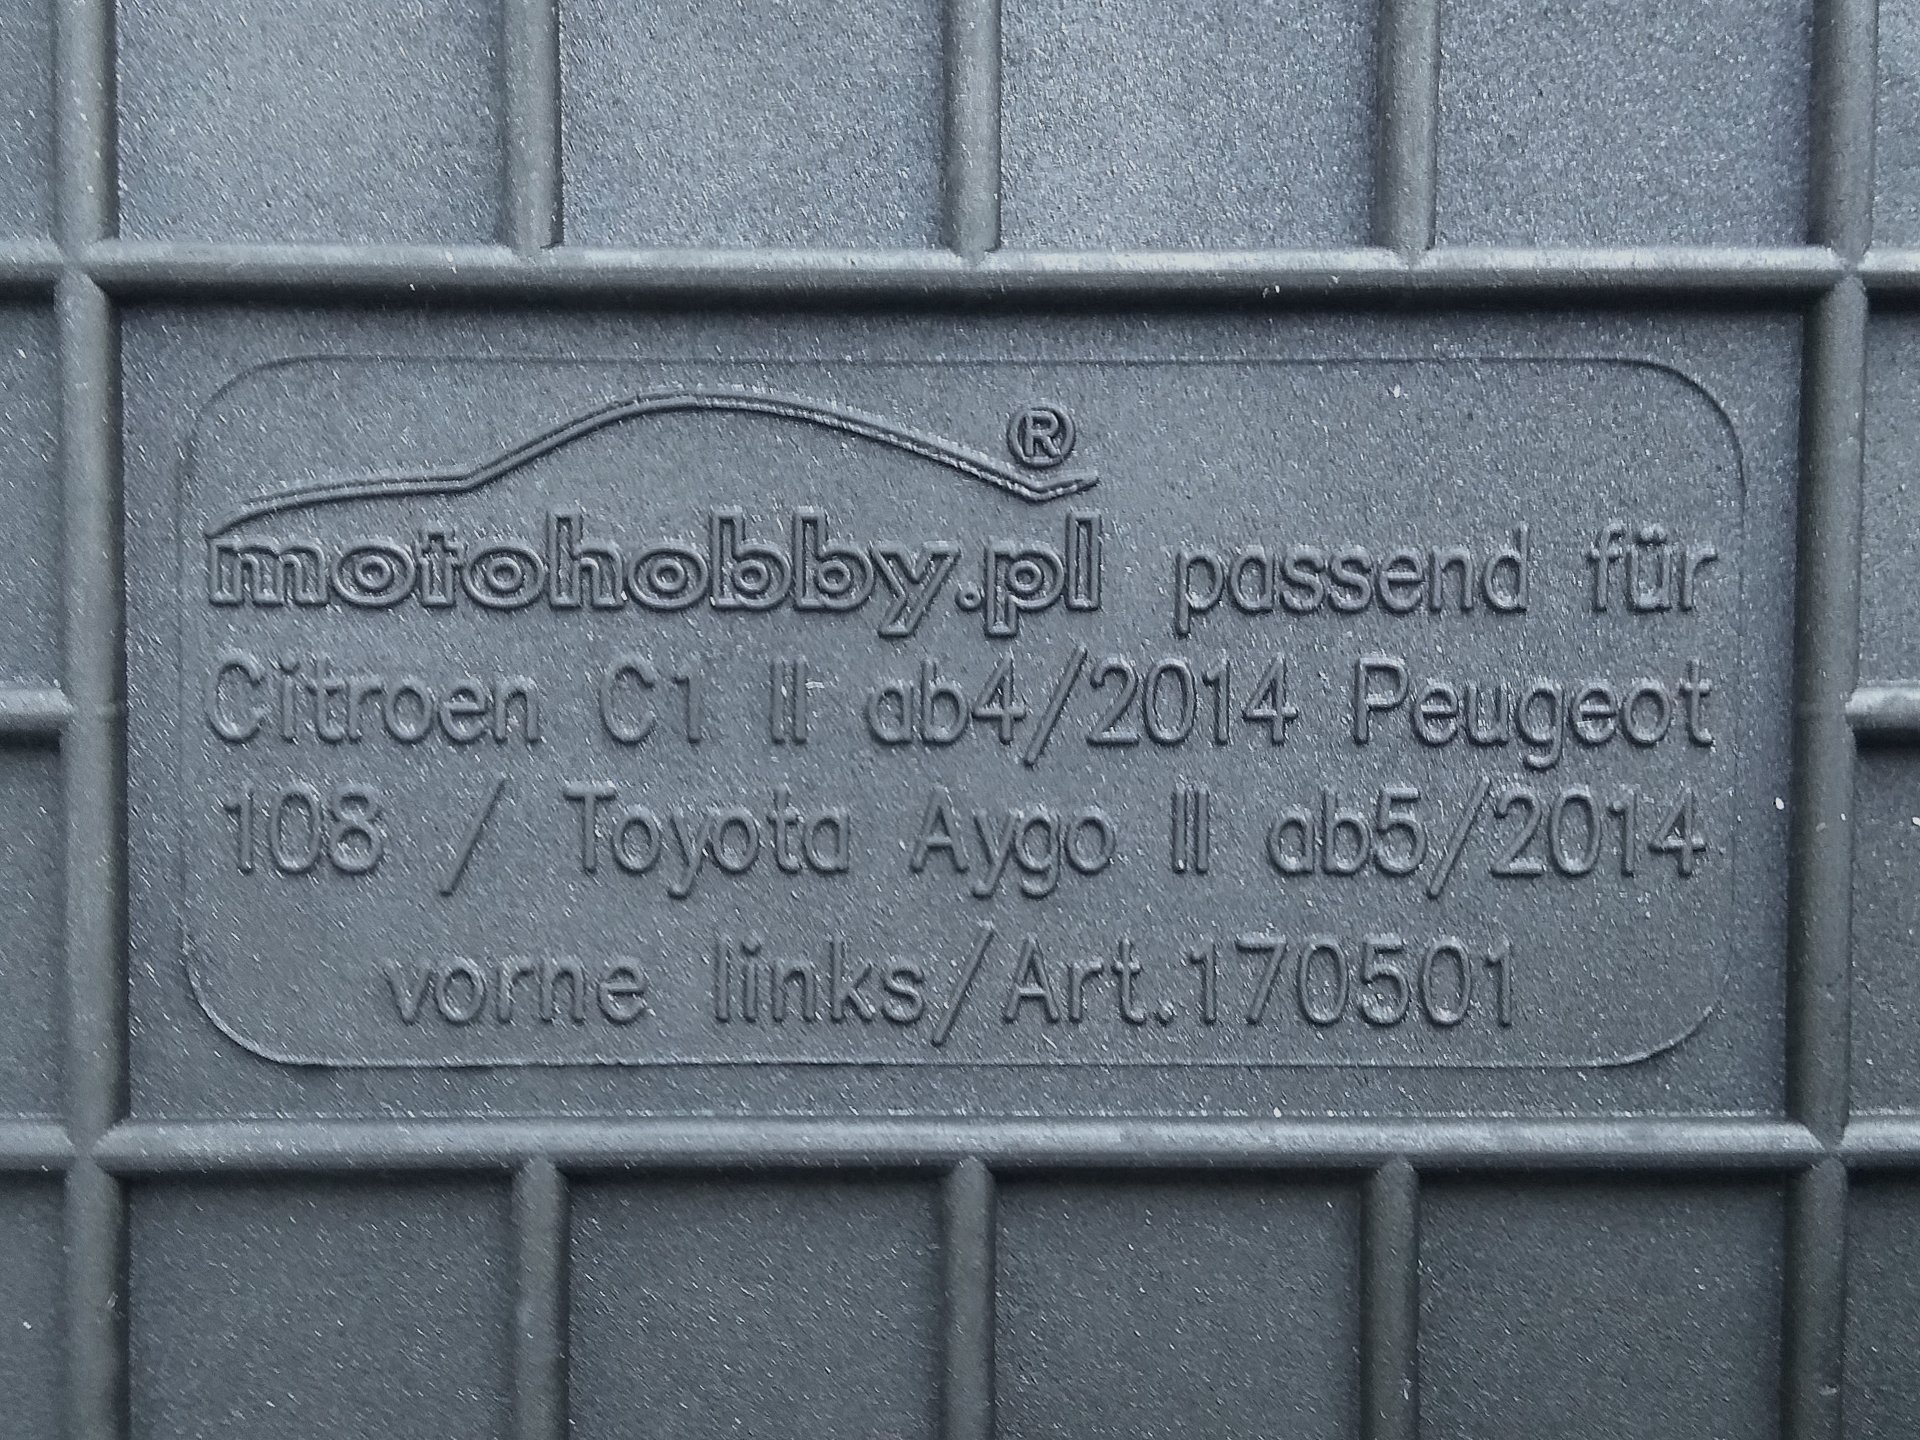 motohobby.pl® passend für
Citroen C1 II ab4/2014 Peugeot
108 / Toyota Aygo II ab5/2014
vorne links/Art.170501